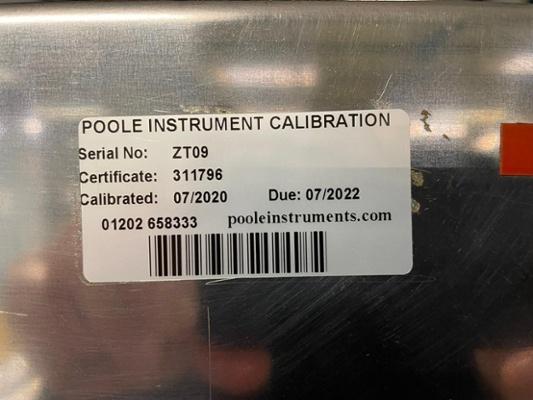 POOLE INSTRUMENT CALIBRATION
Serial No: ZT09
Certificate: 311796
Calibrated: 07/2020 Due: 07/2022
01202 658333 pooleinstruments.com